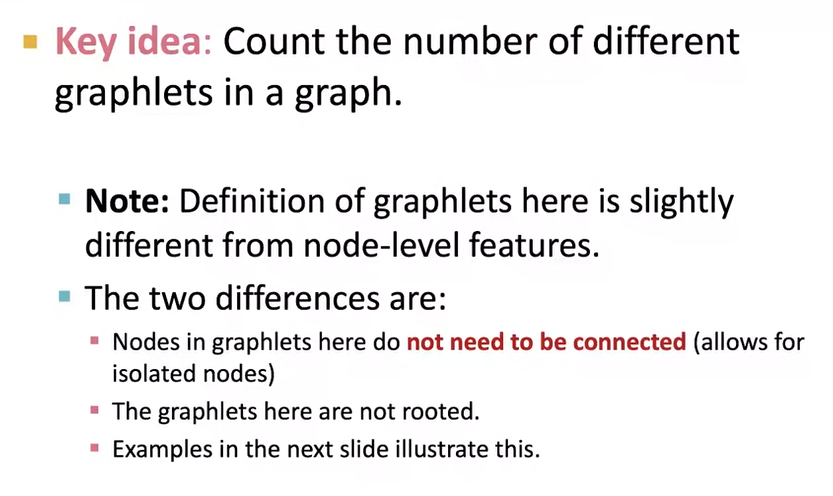 Key idea: Count the number of different
graphlets in a graph.
Note: Definition of graphlets here is slightly
different from node-level features.
The two differences are:
Nodes in graphlets here do not need to be connected (allows for
isolated nodes)
The graphlets here are not rooted.
Examples in the next slide illustrate this.